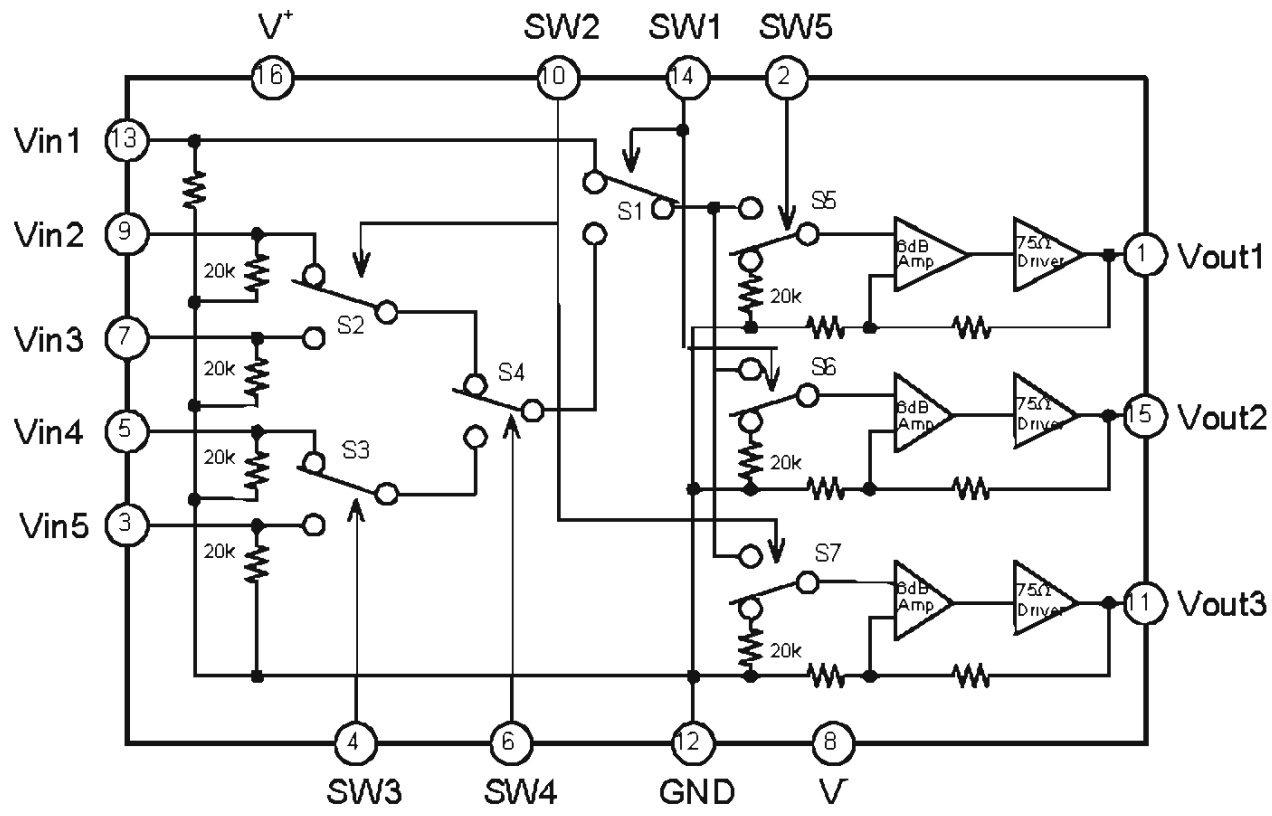 V+ SW2 SW1 SW5
16 10 14 2
Vin1 13
S1
S5
Vin2 9
20k
6dB Amp
75Ω Driver
1 Vout1
20k
S2
Vin3 7
20k
S4
S6
6dB Amp
75Ω Driver
15 Vout2
Vin4 5
20k
S3
20k
Vin5 3
20k
S7
6dB Amp
75Ω Driver
11 Vout3
20k
4 6 12 8
SW3 SW4 GND V-